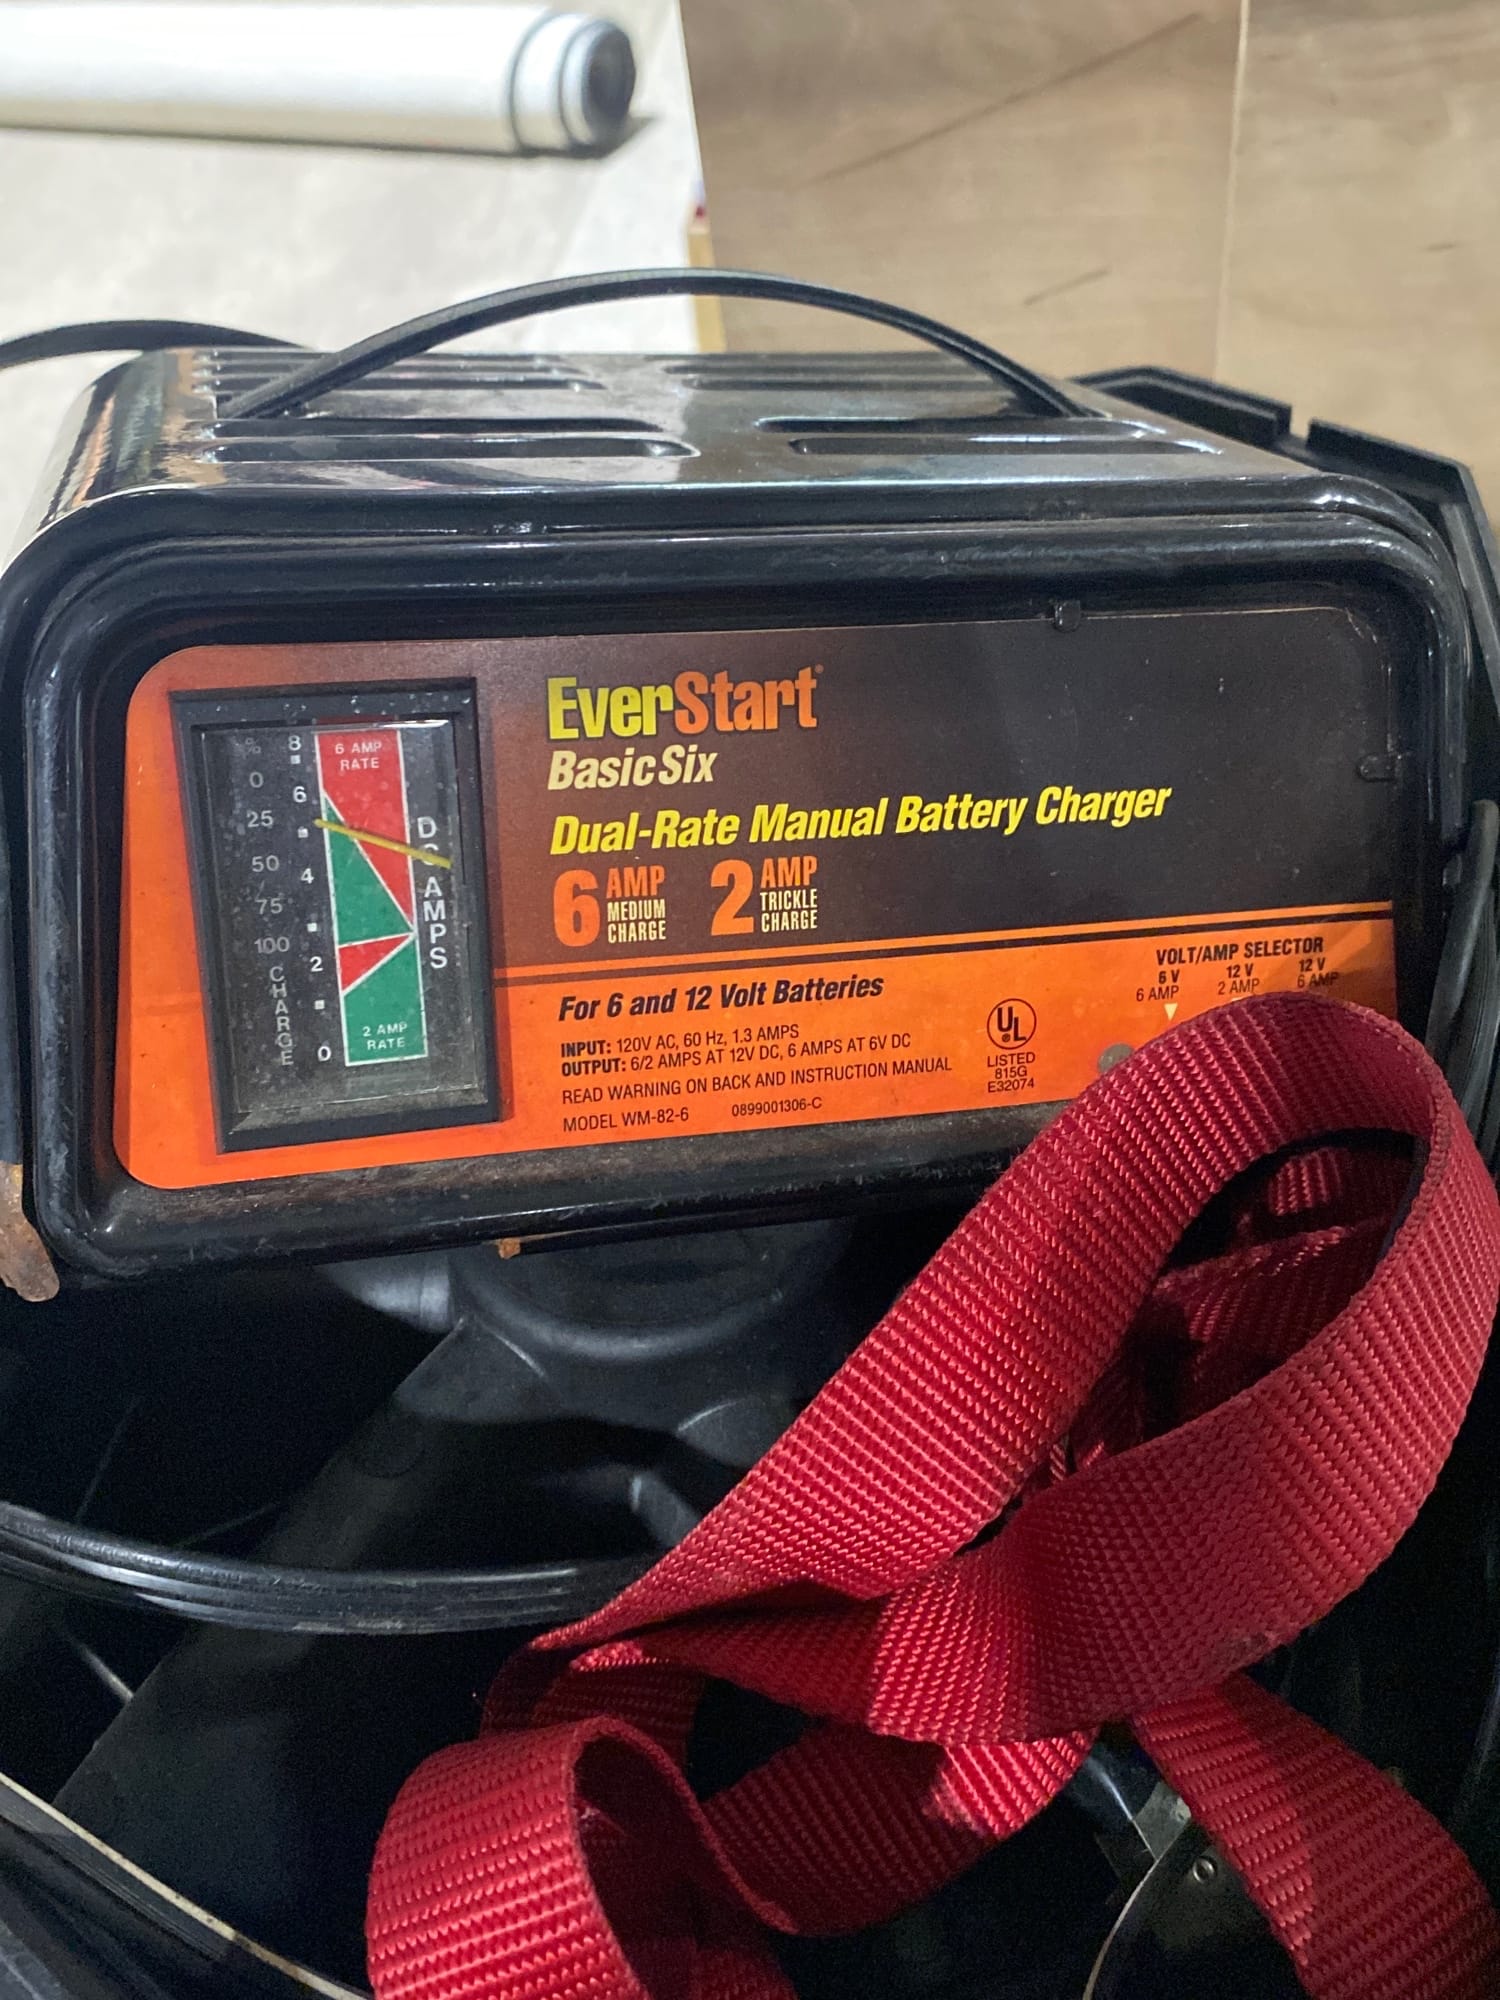 %
0
25
50
75
100
CHARGE
8
6
4
2
0
6 AMP
RATE
2 AMP
RATE
DC AMPS
EverStart
Basic Six
Dual-Rate Manual Battery Charger
6 AMP MEDIUM CHARGE
2 AMP TRICKLE CHARGE
For 6 and 12 Volt Batteries
INPUT: 120V AC, 60 Hz, 1.3 AMPS
OUTPUT: 6/2 AMPS AT 12V DC, 6 AMPS AT 6V DC
READ WARNING ON BACK AND INSTRUCTION MANUAL
MODEL WM-82-6 0899001306-C
UL
LISTED
815G
E32074
VOLT/AMP SELECTOR
6 V 12 V 12 V
6 AMP 2 AMP 6 AMP